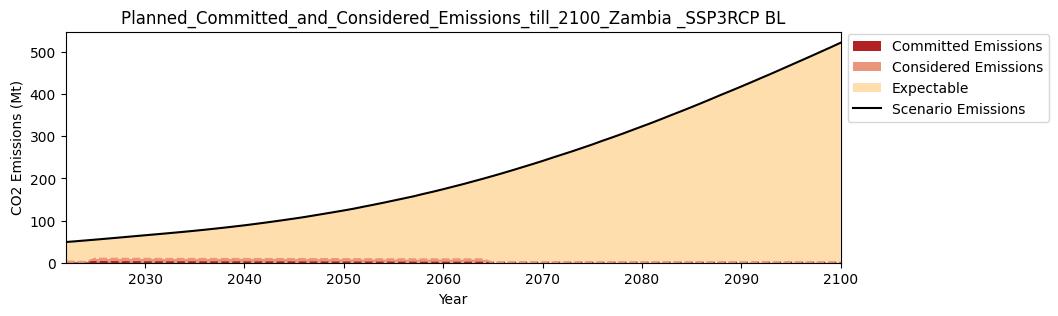 Planned_Committed_and_Considered_Emissions_till_2100_Zambia _SSP3RCP BL
Committed Emissions
Considered Emissions
Expectable
Scenario Emissions
CO2 Emissions (Mt)
500
400
300
200
100
0
2030 2040 2050 2060 2070 2080 2090 2100
Year